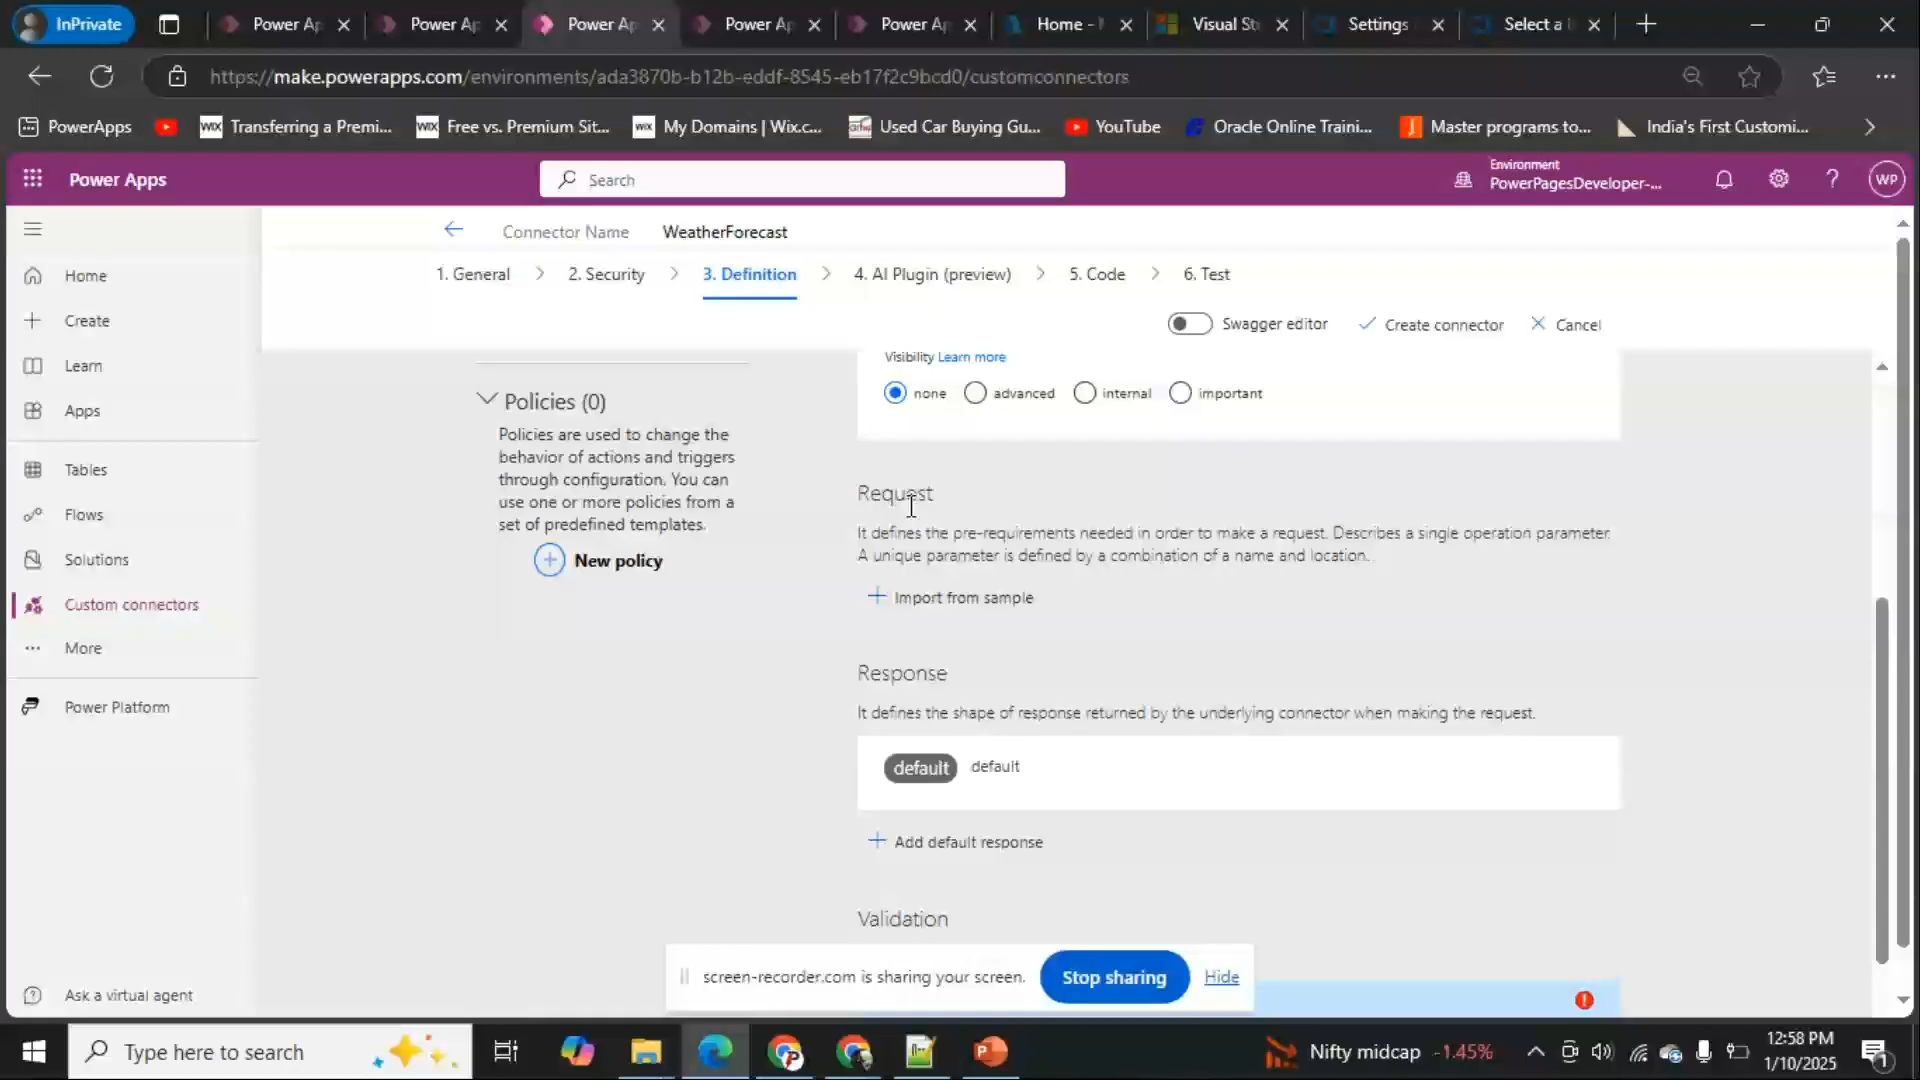 InPrivate
Power Ap
Power Ap
Power Ap
Power Ap
Power Ap
Home -
Visual St
Settings
Select a
https://make.powerapps.com/environments/ada3870b-b12b-eddf-8545-eb17f2c9bcd0/customconnectors
PowerApps
WIX Transferring a Premi...
WIX Free vs. Premium Sit...
WIX My Domains | Wix.c...
Used Car Buying Gu...
YouTube
Oracle Online Traini...
Master programs to...
India's First Customi...
Power Apps
Search
Environment
PowerPagesDeveloper-...
WP
Connector Name WeatherForecast
1. General
2. Security
3. Definition
4. AI Plugin (preview)
5. Code
6. Test
Swagger editor
Create connector
Cancel
Home
Create
Learn
Apps
Tables
Flows
Solutions
Custom connectors
More
Power Platform
Ask a virtual agent
Policies (0)
Policies are used to change the
behavior of actions and triggers
through configuration. You can
use one or more policies from a
set of predefined templates.
New policy
Visibility Learn more
none advanced internal important
Request
It defines the pre-requirements needed in order to make a request. Describes a single operation parameter.
A unique parameter is defined by a combination of a name and location.
Import from sample
Response
It defines the shape of response returned by the underlying connector when making the request.
default default
Add default response
Validation
screen-recorder.com is sharing your screen.
Stop sharing
Hide
Type here to search
Nifty midcap -1.45%
12:58 PM
1/10/2025
1